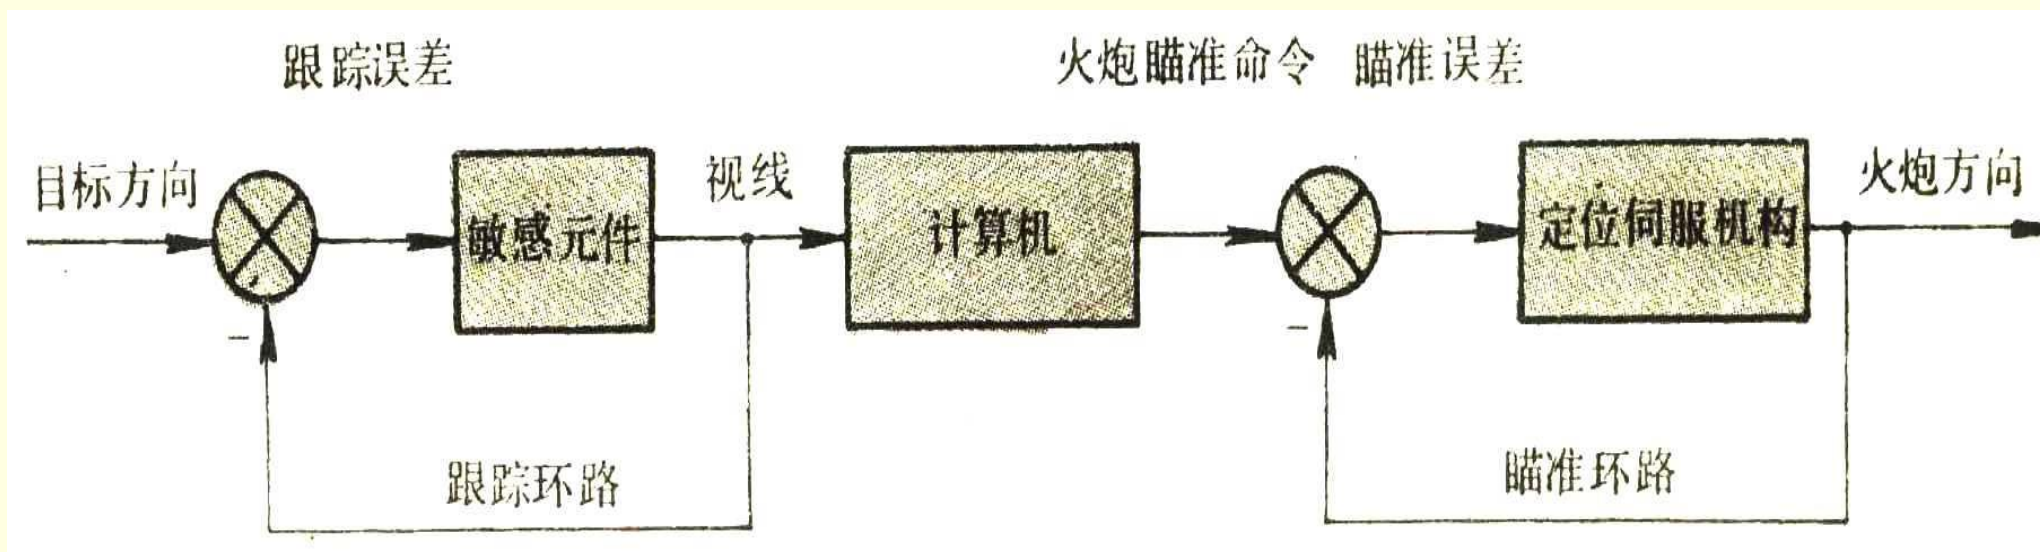 跟踪误差
火炮瞄准命令 瞄准误差
目标方向
敏感元件
视线
计算机
定位伺服机构
火炮方向
-
-
跟踪环路
瞄准环路